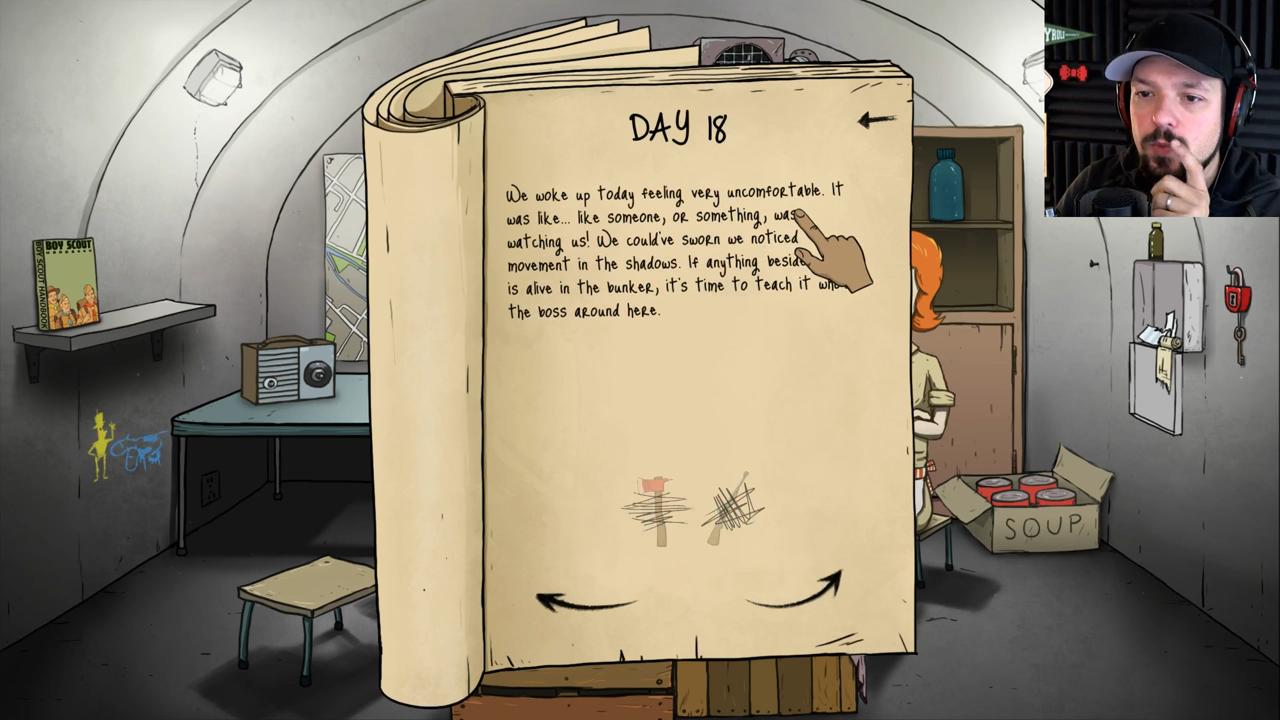 DAY 18
We woke up today feeling very uncomfortable. It
was like... like someone, or something, was
watching us! We could've sworn we noticed
movement in the shadows. If anything
is alive in the bunker, it's time to teach it
the boss around here.
BOY SCOUT
BOY SCOUT HANDBOOK
SOUP